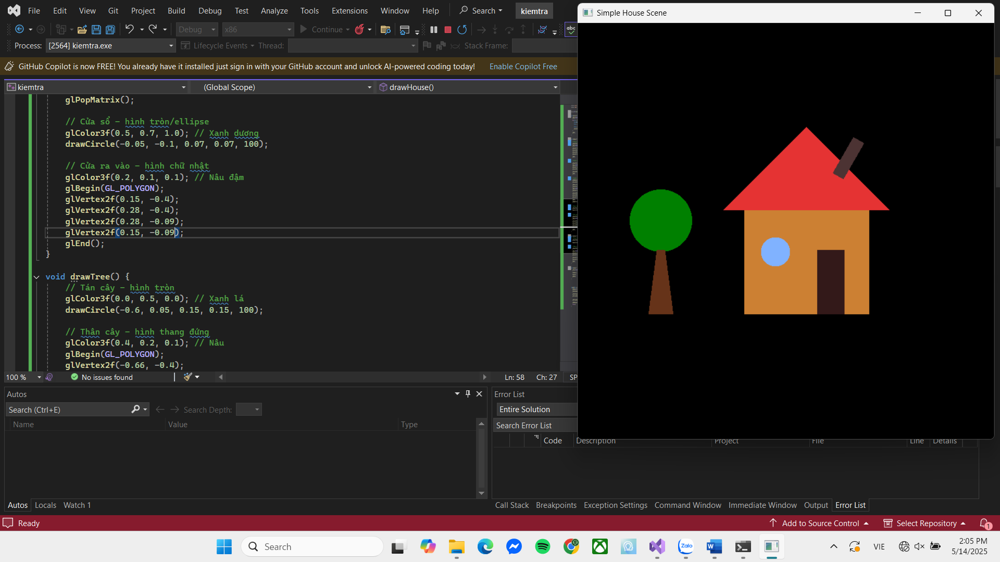 File Edit View Git Project Build Debug Test Analyze Tools Extensions Window Help Search kiemtra
Simple House Scene
Debug x86 Continue abc
Process: [2564] kiemtra.exe Lifecycle Events Thread: Stack Frame:
GitHub Copilot is now FREE! You already have it installed just sign in with your GitHub account and unlock AI-powered coding today! Enable Copilot Free
kiemtra (Global Scope) drawHouse()
glPopMatrix();
// Cửa sổ - hình tròn/ellipse
glColor3f(0.5, 0.7, 1.0); // Xanh dương
drawCircle(-0.05, -0.1, 0.07, 0.07, 100);
// Cửa ra vào - hình chữ nhật
glColor3f(0.2, 0.1, 0.1); // Nâu đậm
glBegin(GL_POLYGON);
glVertex2f(0.15, -0.4);
glVertex2f(0.28, -0.4);
glVertex2f(0.28, -0.09);
glVertex2f(0.15, -0.09);
glEnd();
}
void drawTree() {
// Tán cây - hình tròn
glColor3f(0.0, 0.5, 0.0); // Xanh lá
drawCircle(-0.6, 0.05, 0.15, 0.15, 100);
// Thân cây - hình thang đứng
glColor3f(0.4, 0.2, 0.1); // Nâu
glBegin(GL_POLYGON);
glVertex2f(-0.66, -0.4);
100 % No issues found Ln: 58 Ch: 27 SP
Autos
Search (Ctrl+E) Search Depth:
Name Value Type
Autos Locals Watch 1
Error List
Entire Solution
Search Error List
Code Description Project File Line Details
Call Stack Breakpoints Exception Settings Command Window Immediate Window Output Error List
Ready Add to Source Control Select Repository 1
Search Zalo VIE 2:05 PM
5/14/2025